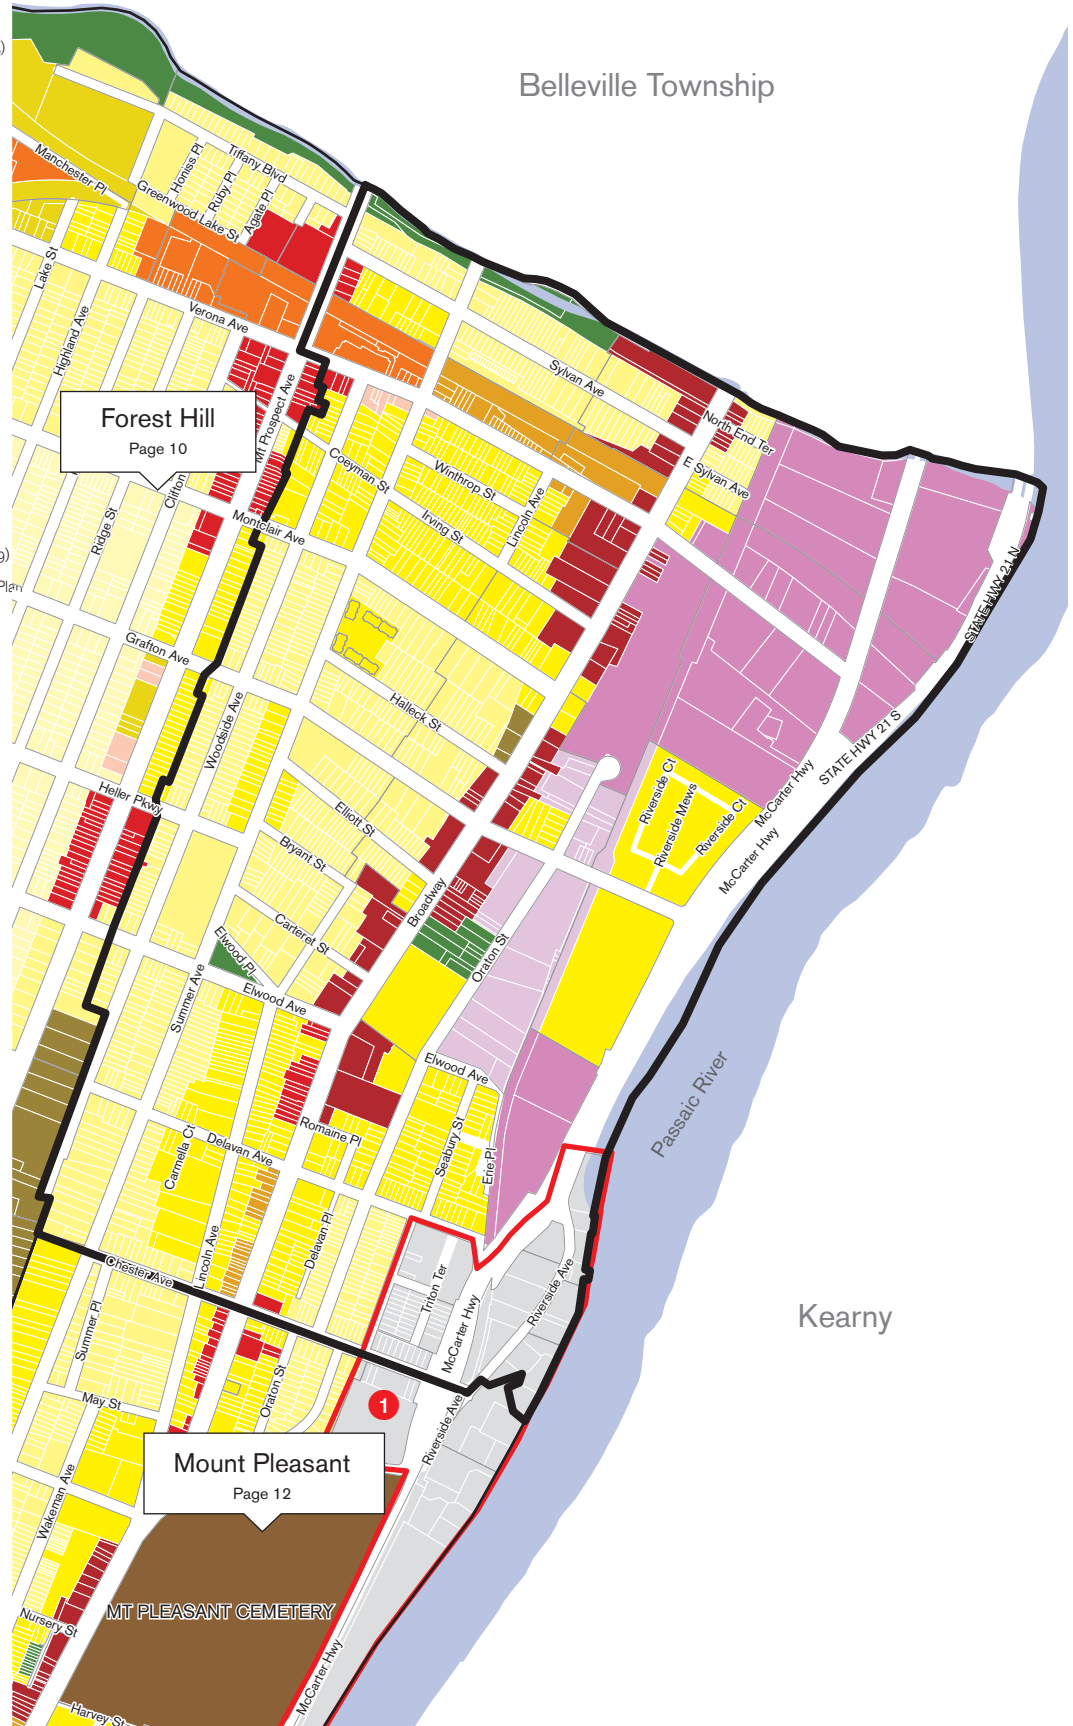 Belleville Township
Tiffany Blvd
Honiss Pl
Ruby Pl
Agate Pl
Manchester Pl
Greenwood Lake St
Lake St
Verona Ave
Highland Ave
Sylvan Ave
Forest Hill
Page 10
Mt Prospect Ave
North End Ter
E Sylvan Ave
Coeyman St
Winthrop St
Clifton
Lincoln Ave
Irving St
Montclair Ave
Ridge St
STATE HWY 21 N
Grafton Ave
Woodside Ave
Halleck St
STATE HWY 21 S
Riverside Ct
Riverside Mews
Riverside Ct
McCarter Hwy
McCarter Hwy
Heller Pkwy
Elliott St
Bryant St
Broadway
Carteret St
Elwood Pl
Oraton St
Summer Ave
Elwood Ave
Elwood Ave
Passaic River
Romaine Pl
Seabury St
Erie Pl
Carmella Ct
Delavan Ave
Delavan Pl
Lincoln Ave
Chester Ave
Triton Ter
McCarter Hwy
Riverside Ave
Kearny
Summer Pl
Oraton St
May St
1
Riverside Ave
Mount Pleasant
Page 12
Wakeman Ave
MT PLEASANT CEMETERY
Nursery St
McCarter Hwy
Harvey St